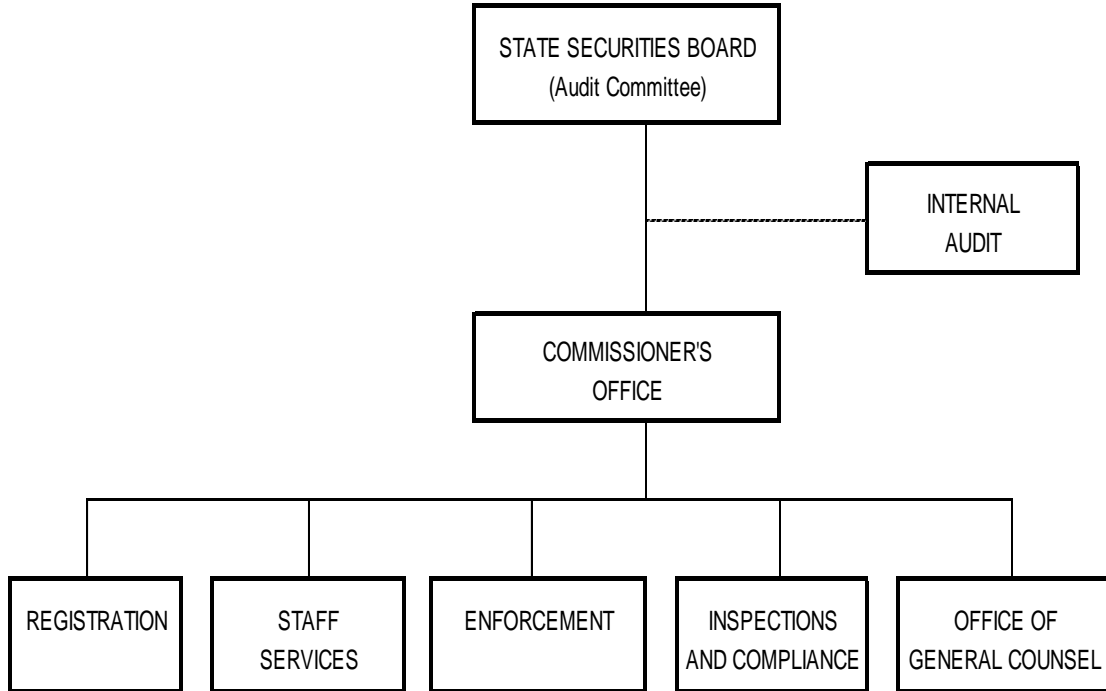 STATE SECURITIES BOARD
(Audit Committee)
INTERNAL
AUDIT
COMMISSIONER'S
OFFICE
REGISTRATION
STAFF
SERVICES
ENFORCEMENT
INSPECTIONS
AND COMPLIANCE
OFFICE OF
GENERAL COUNSEL